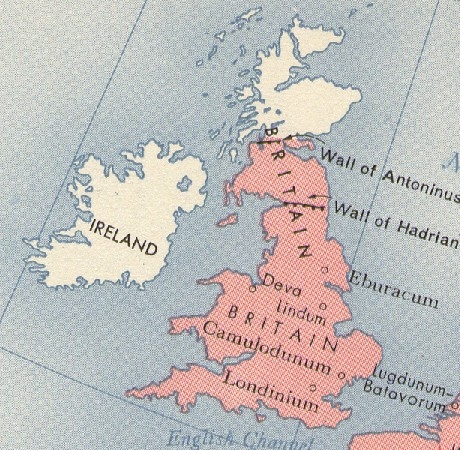 Wall of Antoninus
BRITAIN
Wall of Hadrian
IRELAND
Eburacum
Deva
Lindum
BRITAIN
Camulodunum
Lugdunum-
Batavorum
Londinium
English Channel
A